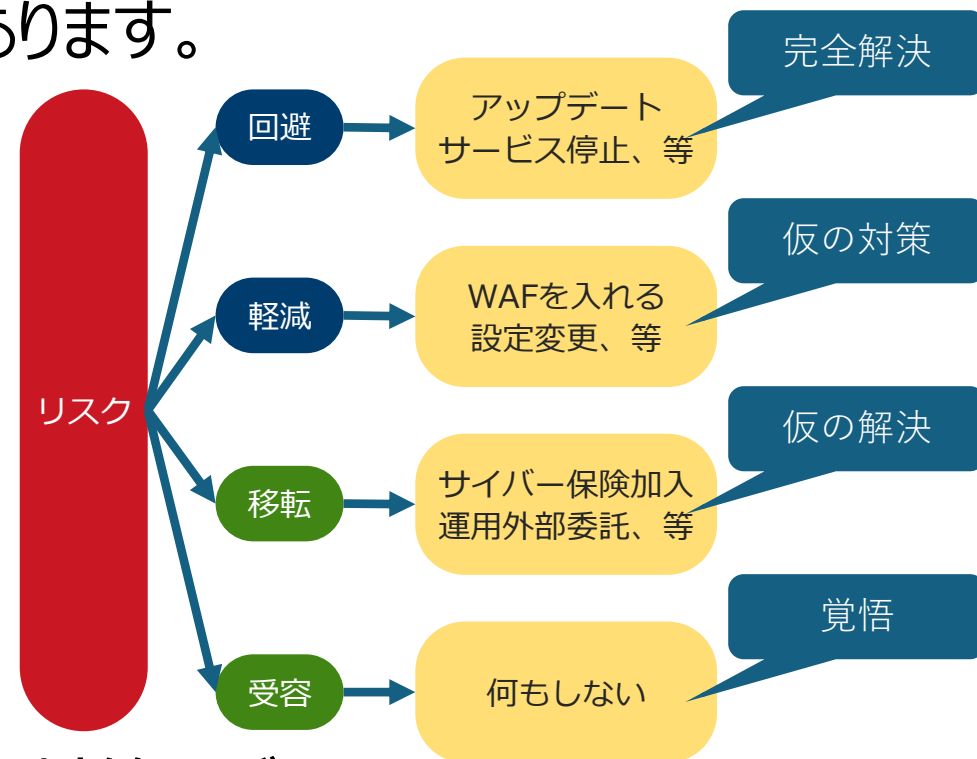 あります。
完全解決
回避
アップデート
サービス停止、等
仮の対策
軽減
WAFを入れる
設定変更、等
リスク
仮の解決
移転
サイバー保険加入
運用外部委託、等
覚悟
受容
何もしない